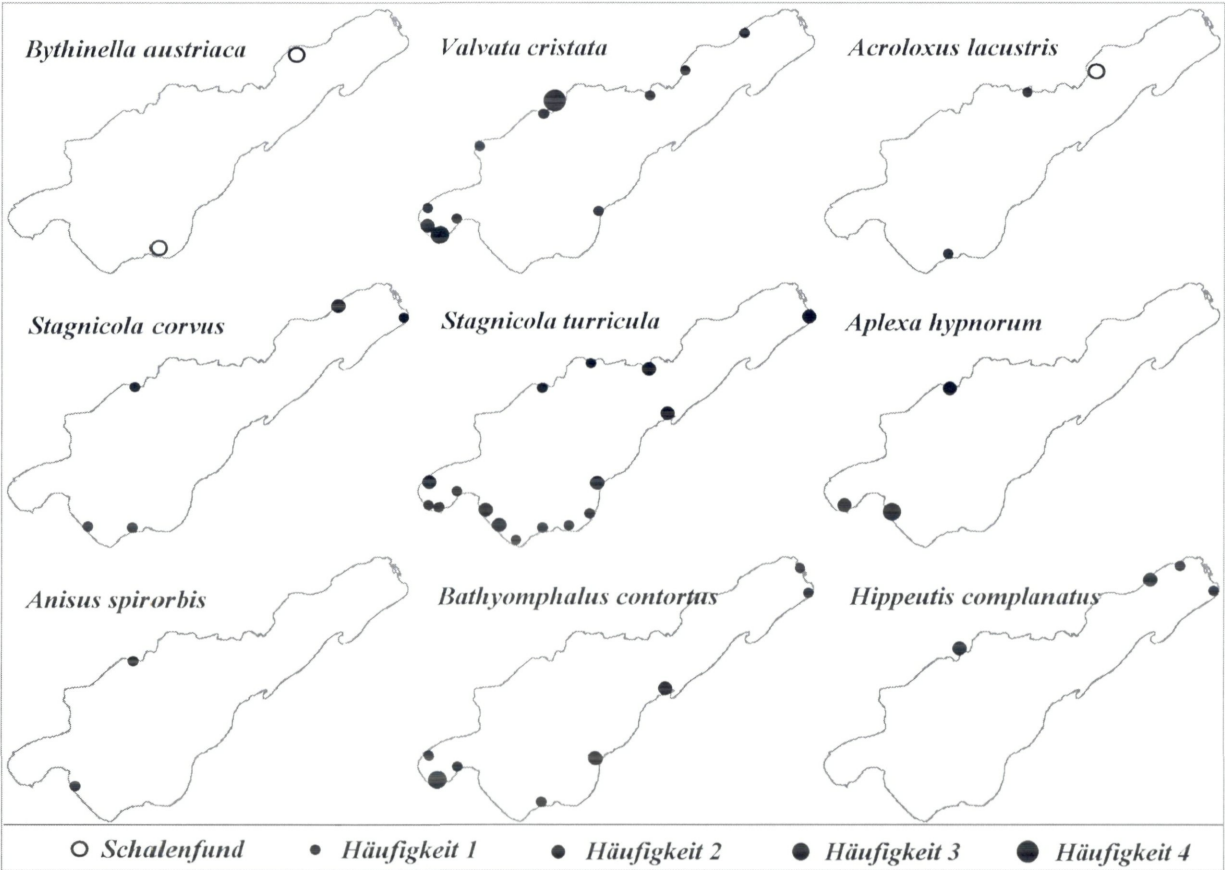 Bythinella austriaca
Valvata cristata
Acroloxus lacustris
Stagnicola corvus
Stagnicola turricula
Aplexa hypnorum
Anisus spirorbis
Bathyomphalus contortus
Hippeutis complanatus
Schalenfund
Häufigkeit 1
Häufigkeit 2
Häufigkeit 3
Häufigkeit 4